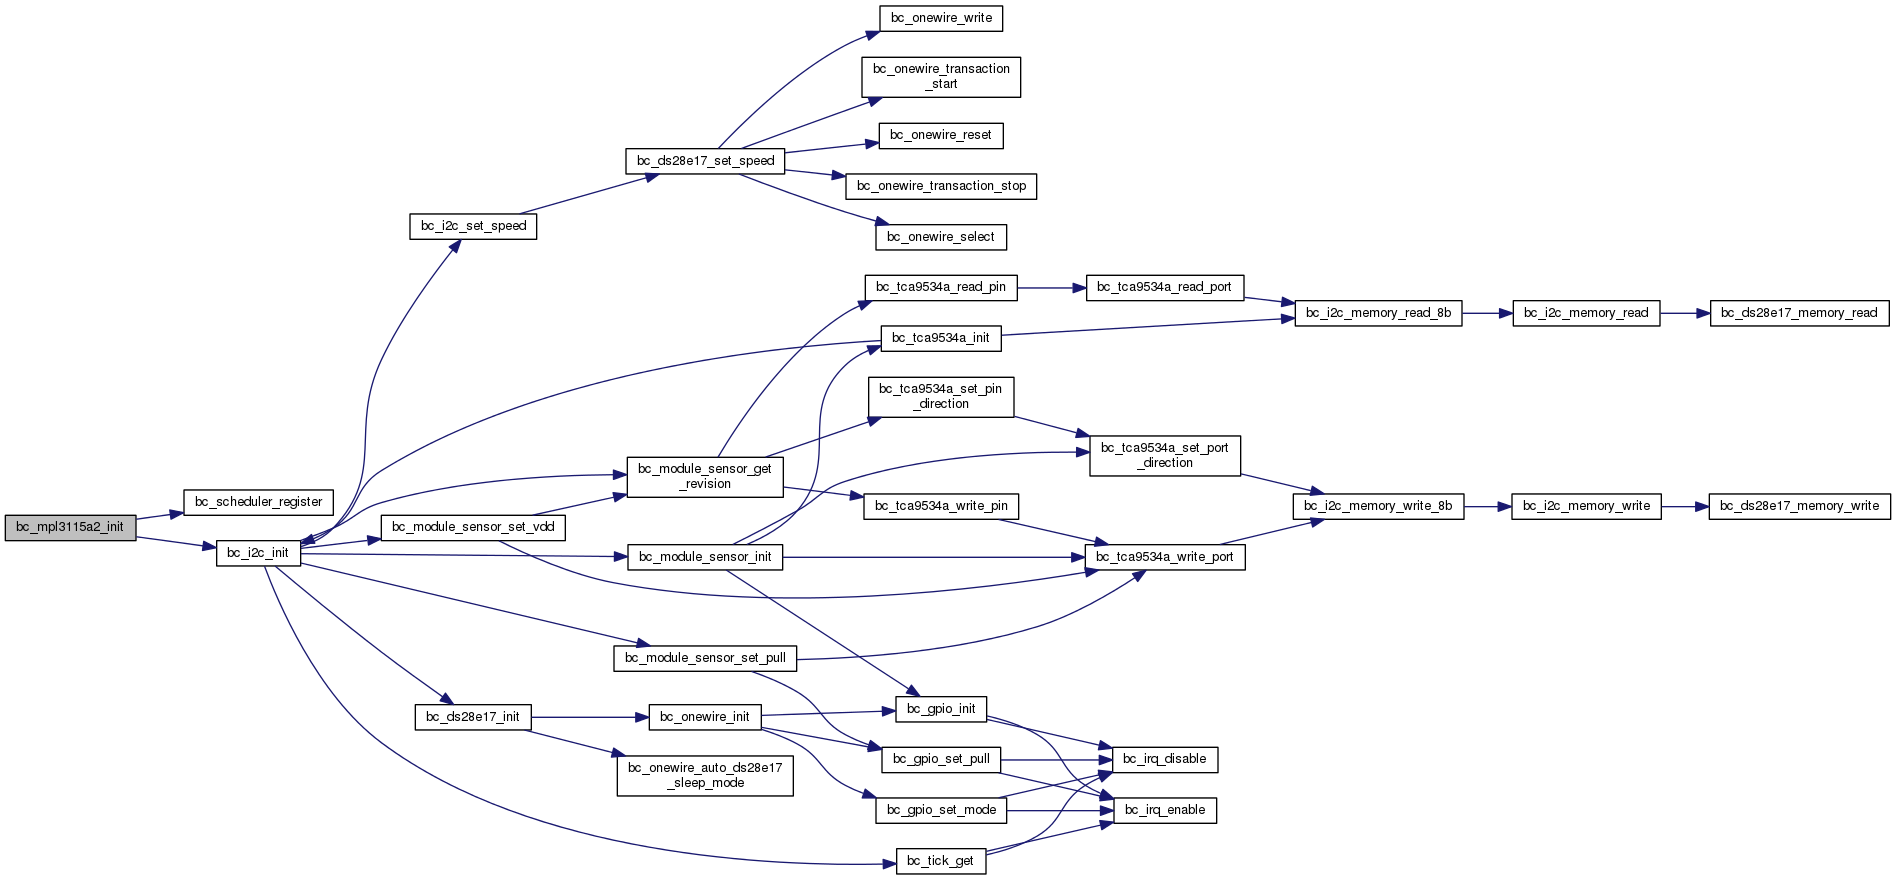 bc_onewire_write
bc_onewire_transaction
_start
bc_onewire_reset
bc_ds28e17_set_speed
bc_onewire_transaction_stop
bc_i2c_set_speed
bc_onewire_select
bc_tca9534a_read_pin
bc_tca9534a_read_port
bc_i2c_memory_read_8b
bc_i2c_memory_read
bc_ds28e17_memory_read
bc_tca9534a_init
bc_tca9534a_set_pin
_direction
bc_tca9534a_set_port
_direction
bc_module_sensor_get
_revision
bc_scheduler_register
bc_tca9534a_write_pin
bc_i2c_memory_write_8b
bc_i2c_memory_write
bc_ds28e17_memory_write
bc_mpl3115a2_init
bc_module_sensor_set_vdd
bc_i2c_init
bc_module_sensor_init
bc_tca9534a_write_port
bc_module_sensor_set_pull
bc_gpio_init
bc_ds28e17_init
bc_onewire_init
bc_gpio_set_pull
bc_irq_disable
bc_onewire_auto_ds28e17
_sleep_mode
bc_gpio_set_mode
bc_irq_enable
bc_tick_get